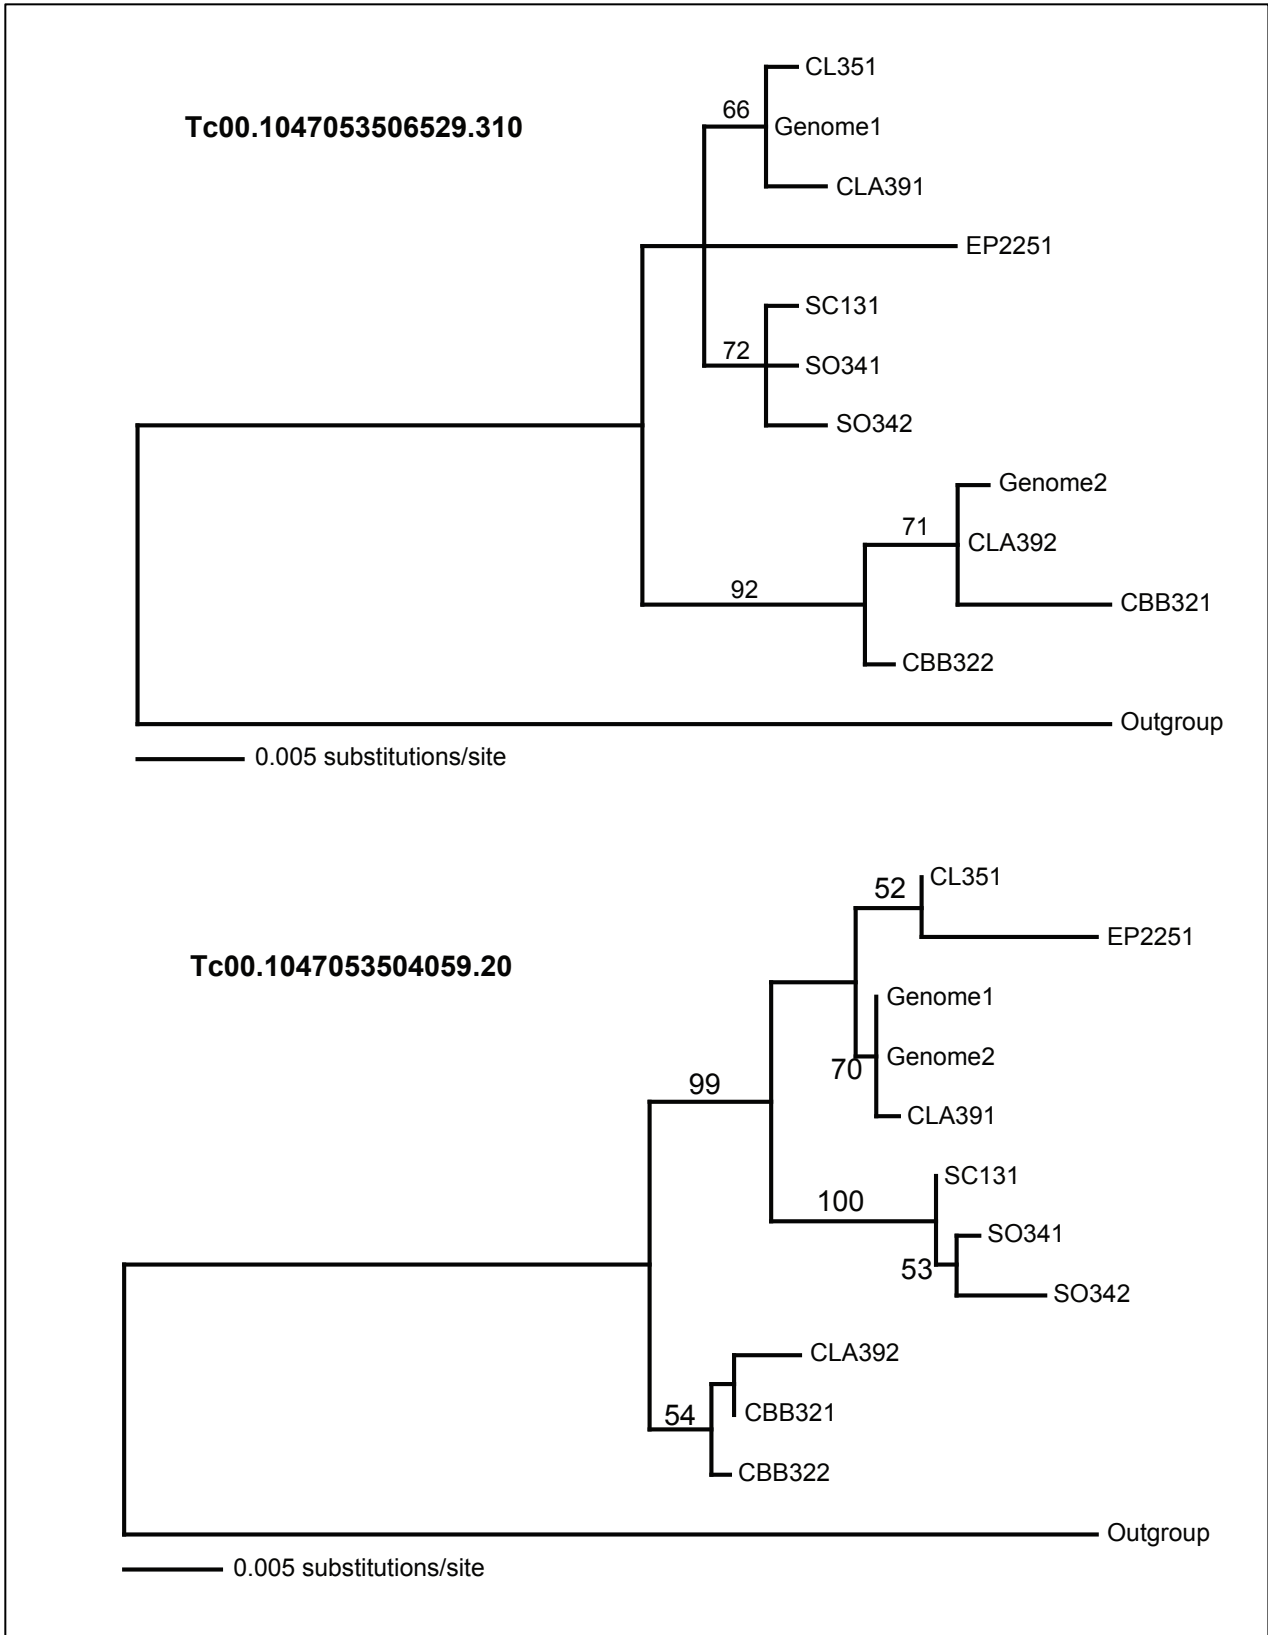 CL351
66
Tc00.1047053506529.310
Genome1
CLA391
EP2251
SC131
72
SO341
SO342
Genome2
71
CLA392
92
CBB321
CBB322
Outgroup
0.005 substitutions/site
CL351
52
EP2251
Tc00.1047053504059.20
Genome1
Genome2
70
99
CLA391
SC131
100
SO341
53
SO342
CLA392
CBB321
54
CBB322
Outgroup
0.005 substitutions/site